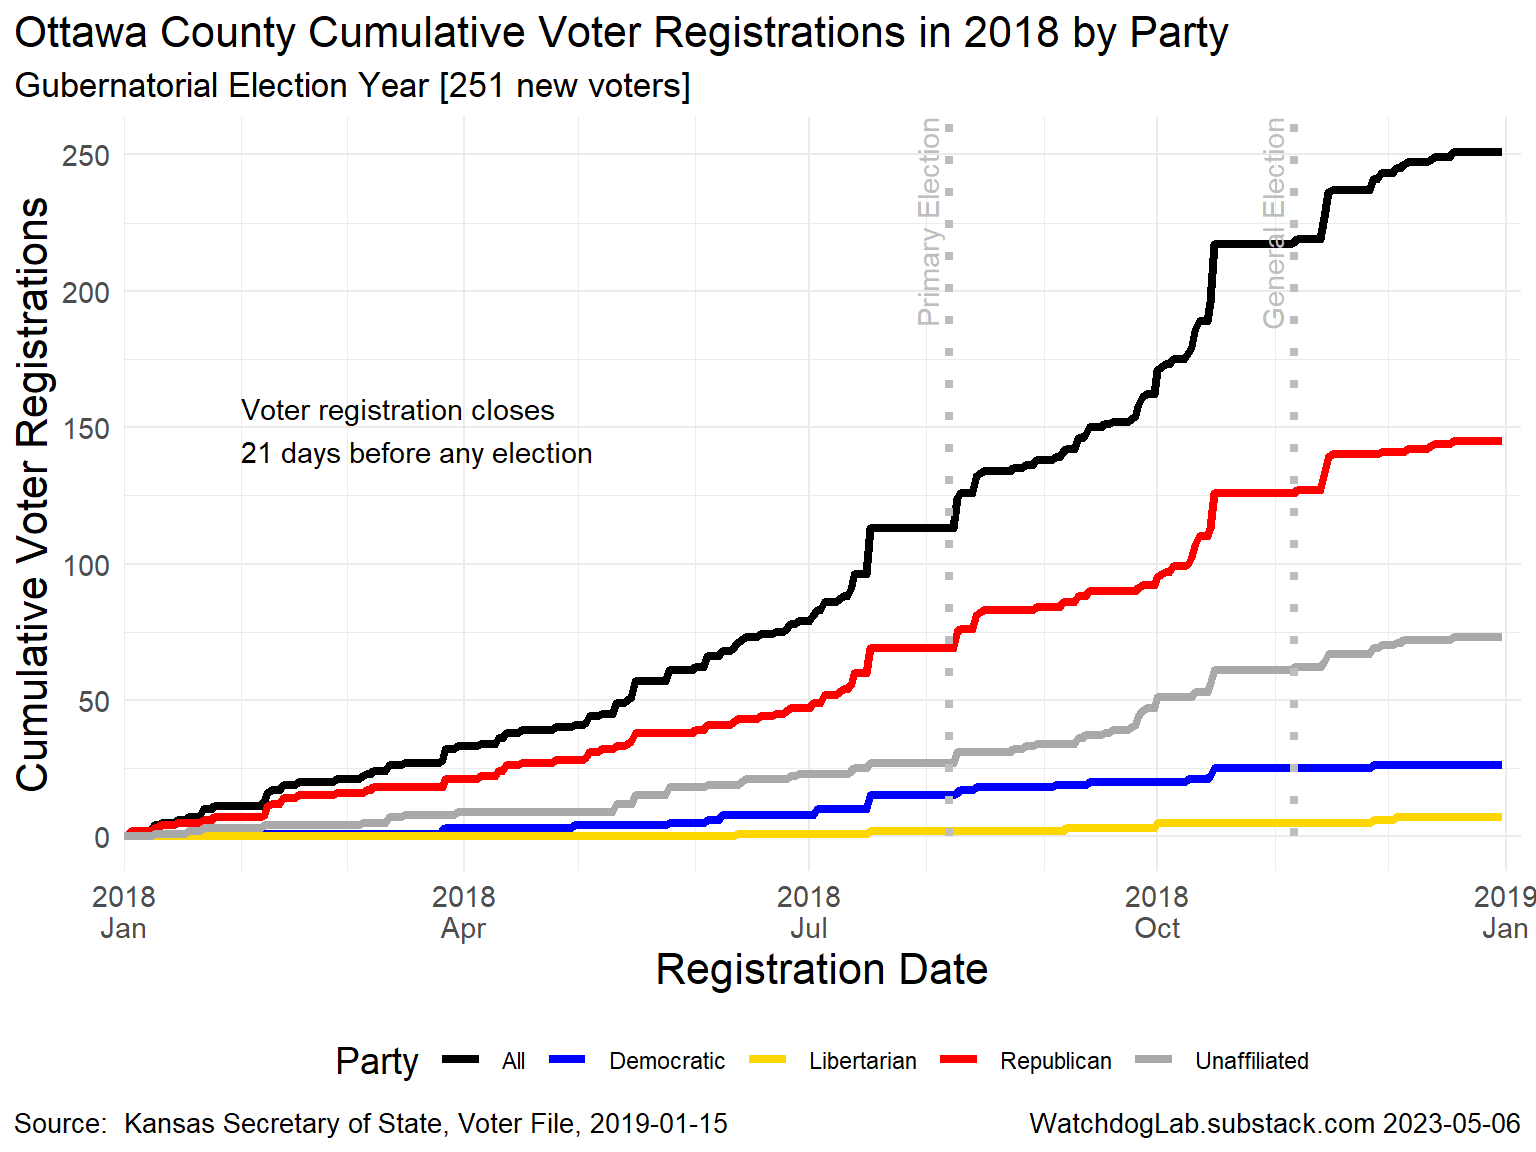 Ottawa County Cumulative Voter Registrations in 2018 by Party
Gubernatorial Election Year [251 new voters]
Cumulative Voter Registrations
250
200
150
100
50
0
Primary Election
General Election
Voter registration closes
21 days before any election
2018 2018 2018 2018 2019
Jan Apr Jul Oct Jan
Registration Date
Party All Democratic Libertarian Republican Unaffiliated
Source:  Kansas Secretary of State, Voter File, 2019-01-15
WatchdogLab.substack.com 2023-05-06